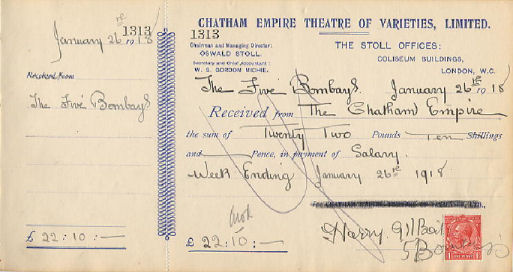 1313
January 26th 1918
Received from
The Five Bombays
£ 22:10:—
CHATHAM EMPIRE THEATRE OF VARIETIES, LIMITED.
1313
Chairman and Managing Director:
OSWALD STOLL.
Secretary and Chief Accountant:
W. S. GORDON MICHIE.
THE STOLL OFFICES:
COLISEUM BUILDINGS,
LONDON, W.C.
The Five Bombays. January 26th 1918
Received from The Chatham Empire
the sum of Twenty Two Pounds Ten Shillings
and — Pence, in payment of Salary.
Week Ending January 26th 1918
£ 22:10:—
Harry
5 Bombays